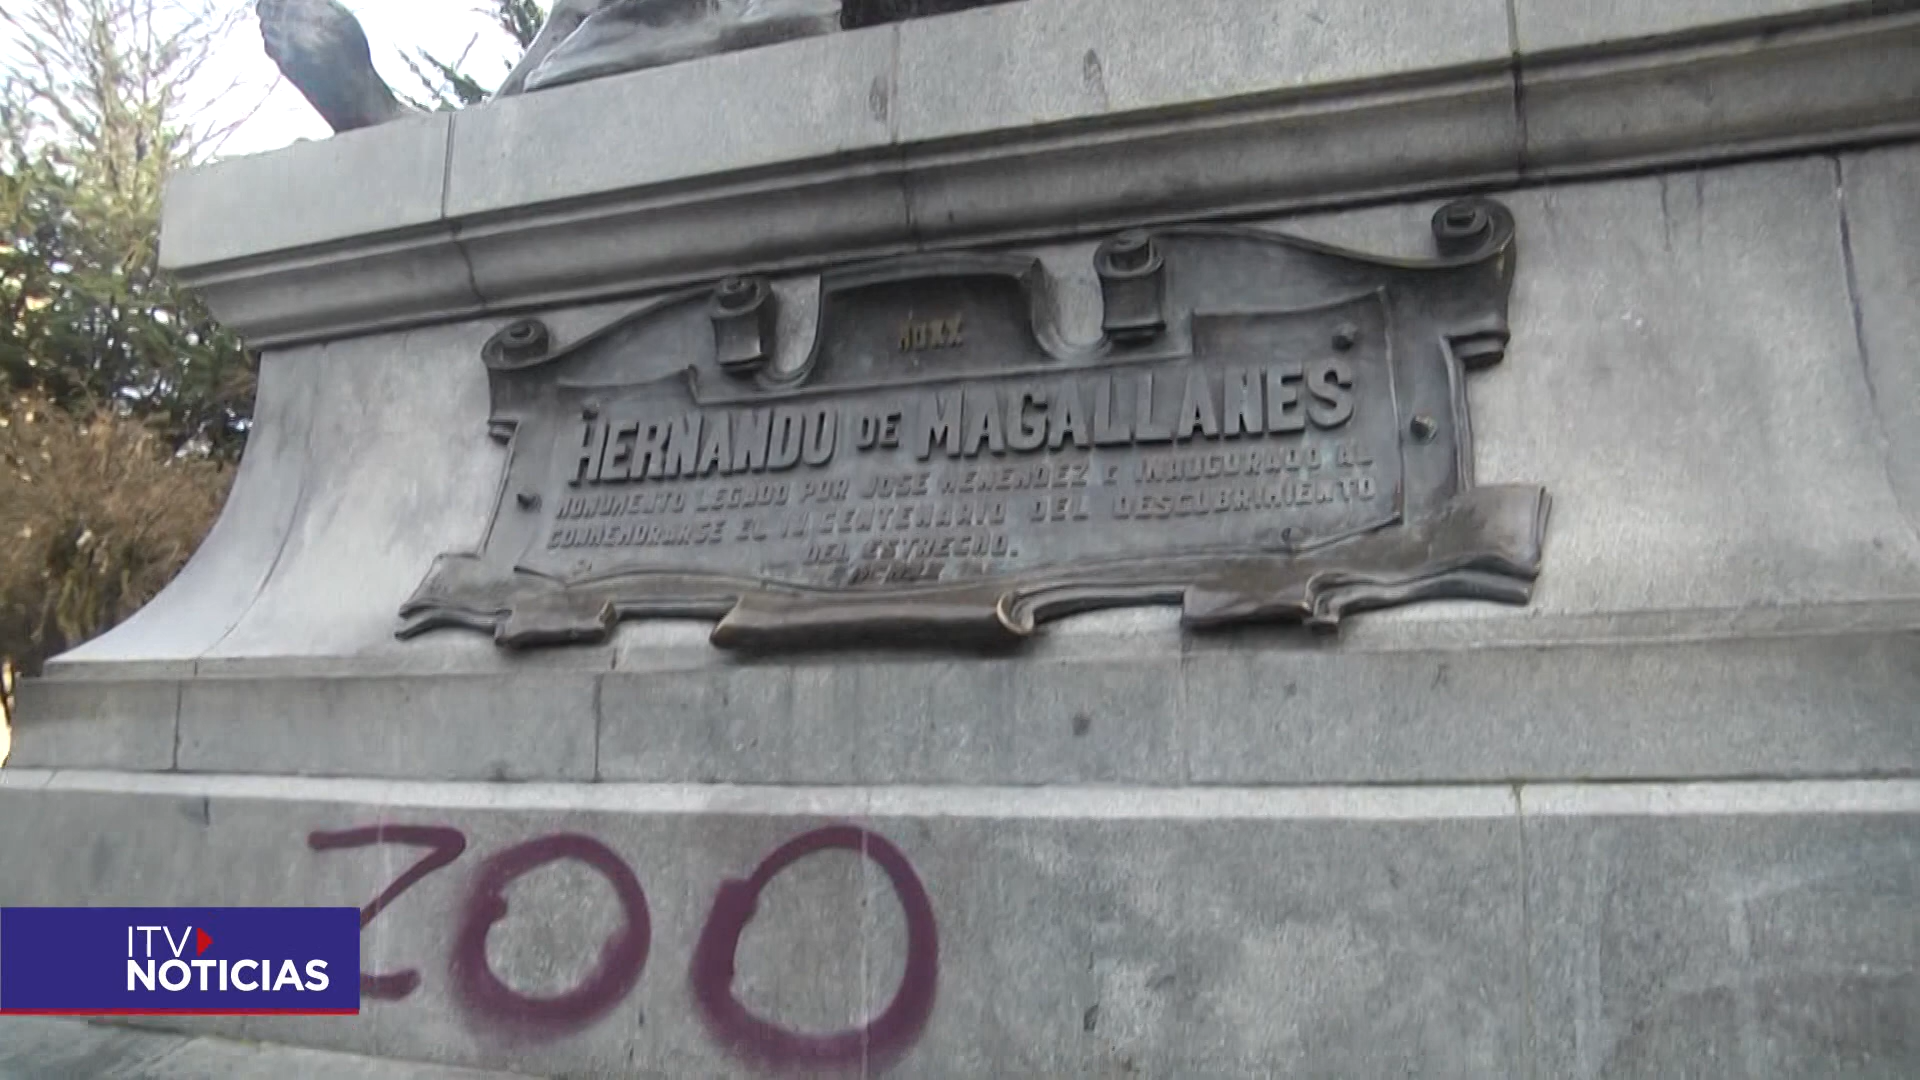 HERNANDO DE MAGALLANES
MONUMENTO LEGADO POR JOSE MENENDEZ E INAUGURADO AL
CONMEMORARSE EL IV CENTENARIO DEL DESCUBRIMIENTO
DEL ESTRECHO.
ZOO
ITV
NOTICIAS